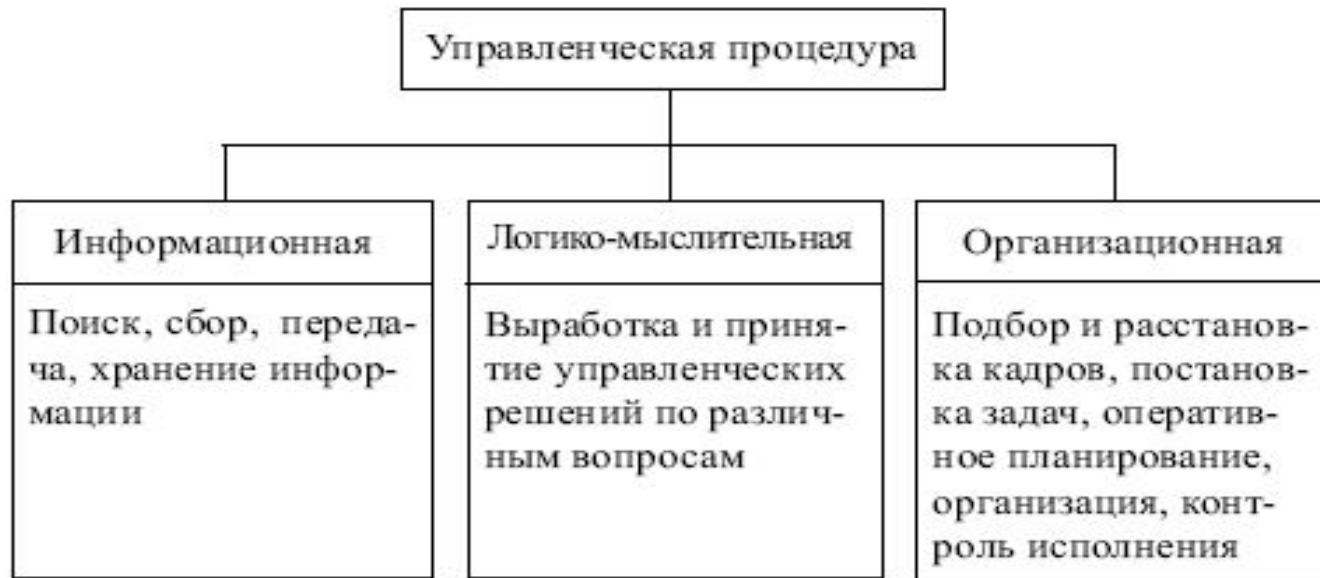 Управленческая процедура
Информационная
Поиск, сбор, переда-
ча, хранение инфор-
мации
Логико-мыслительная
Выработка и приня-
тие управленческих
решений по различ-
ным вопросам
Организационная
Подбор и расстанов-
ка кадров, постанов-
ка задач, оператив-
ное планирование,
организация, конт-
роль исполнения